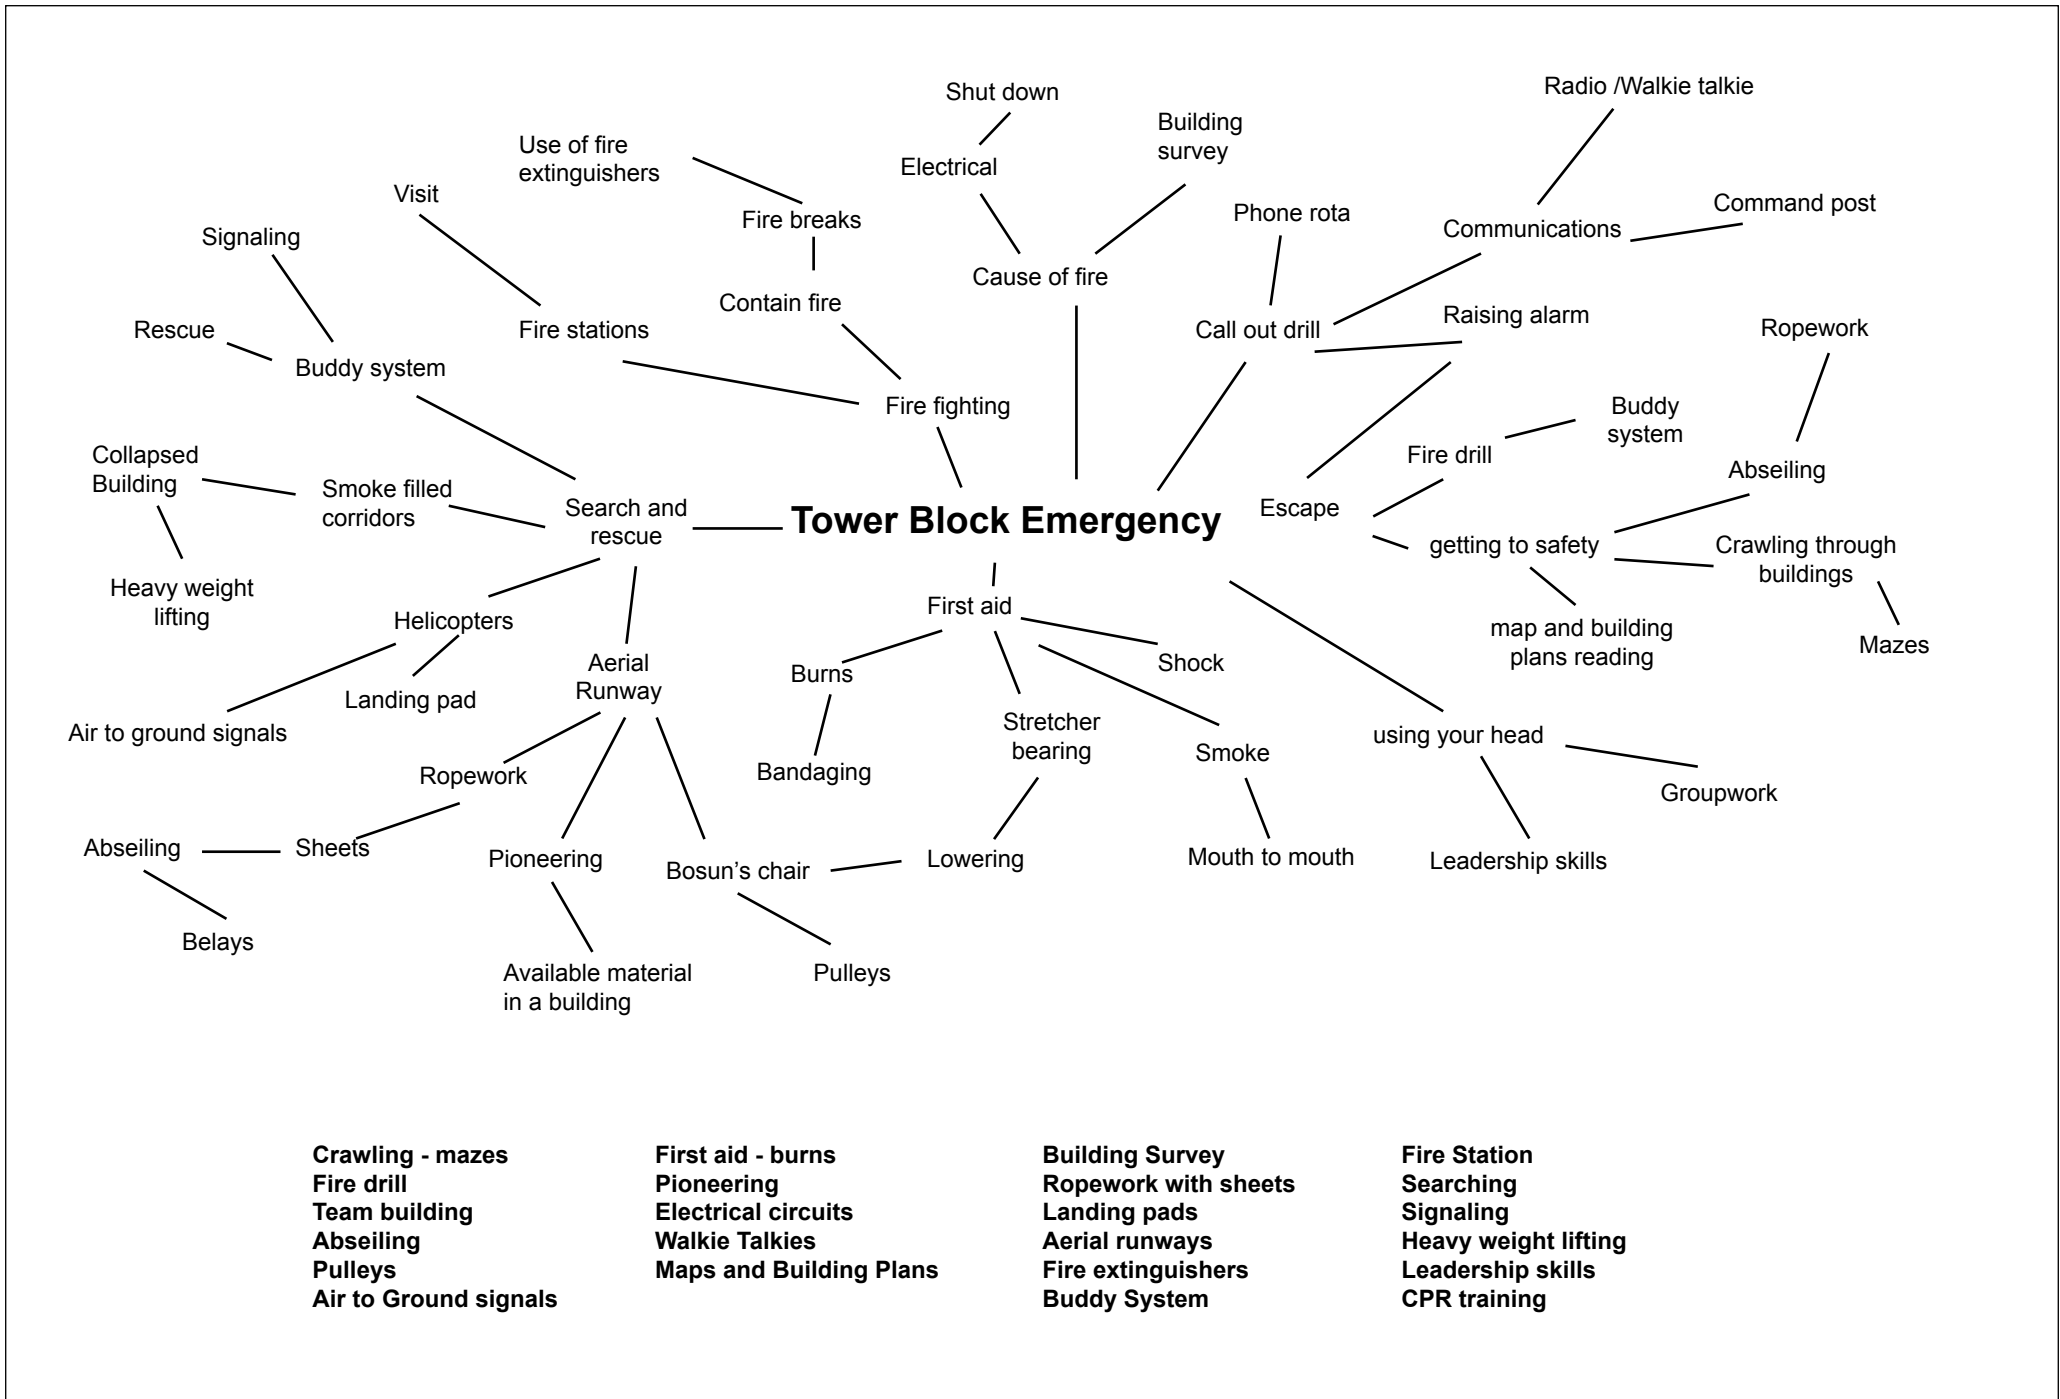 Shut down
Radio /Walkie talkie
Building
survey
Use of fire
extinguishers
Electrical
Visit
Phone rota
Command post
Fire breaks
Communications
Signaling
Cause of fire
Contain fire
Raising alarm
Rescue
Fire stations
Call out drill
Ropework
Buddy system
Fire fighting
Buddy
system
Collapsed
Building
Fire drill
Abseiling
Smoke filled
corridors
Search and
rescue
Tower Block Emergency
Escape
getting to safety
Crawling through
buildings
Heavy weight
lifting
Helicopters
First aid
map and building
plans reading
Mazes
Aerial
Runway
Burns
Shock
Landing pad
Air to ground signals
Stretcher
bearing
using your head
Ropework
Bandaging
Smoke
Groupwork
Abseiling
Sheets
Pioneering
Bosun’s chair
Lowering
Mouth to mouth
Leadership skills
Belays
Available material
in a building
Pulleys
Crawling - mazes
Fire drill
Team building
Abseiling
Pulleys
Air to Ground signals
First aid - burns
Pioneering
Electrical circuits
Walkie Talkies
Maps and Building Plans
Building Survey
Ropework with sheets
Landing pads
Aerial runways
Fire extinguishers
Buddy System
Fire Station
Searching
Signaling
Heavy weight lifting
Leadership skills
CPR training